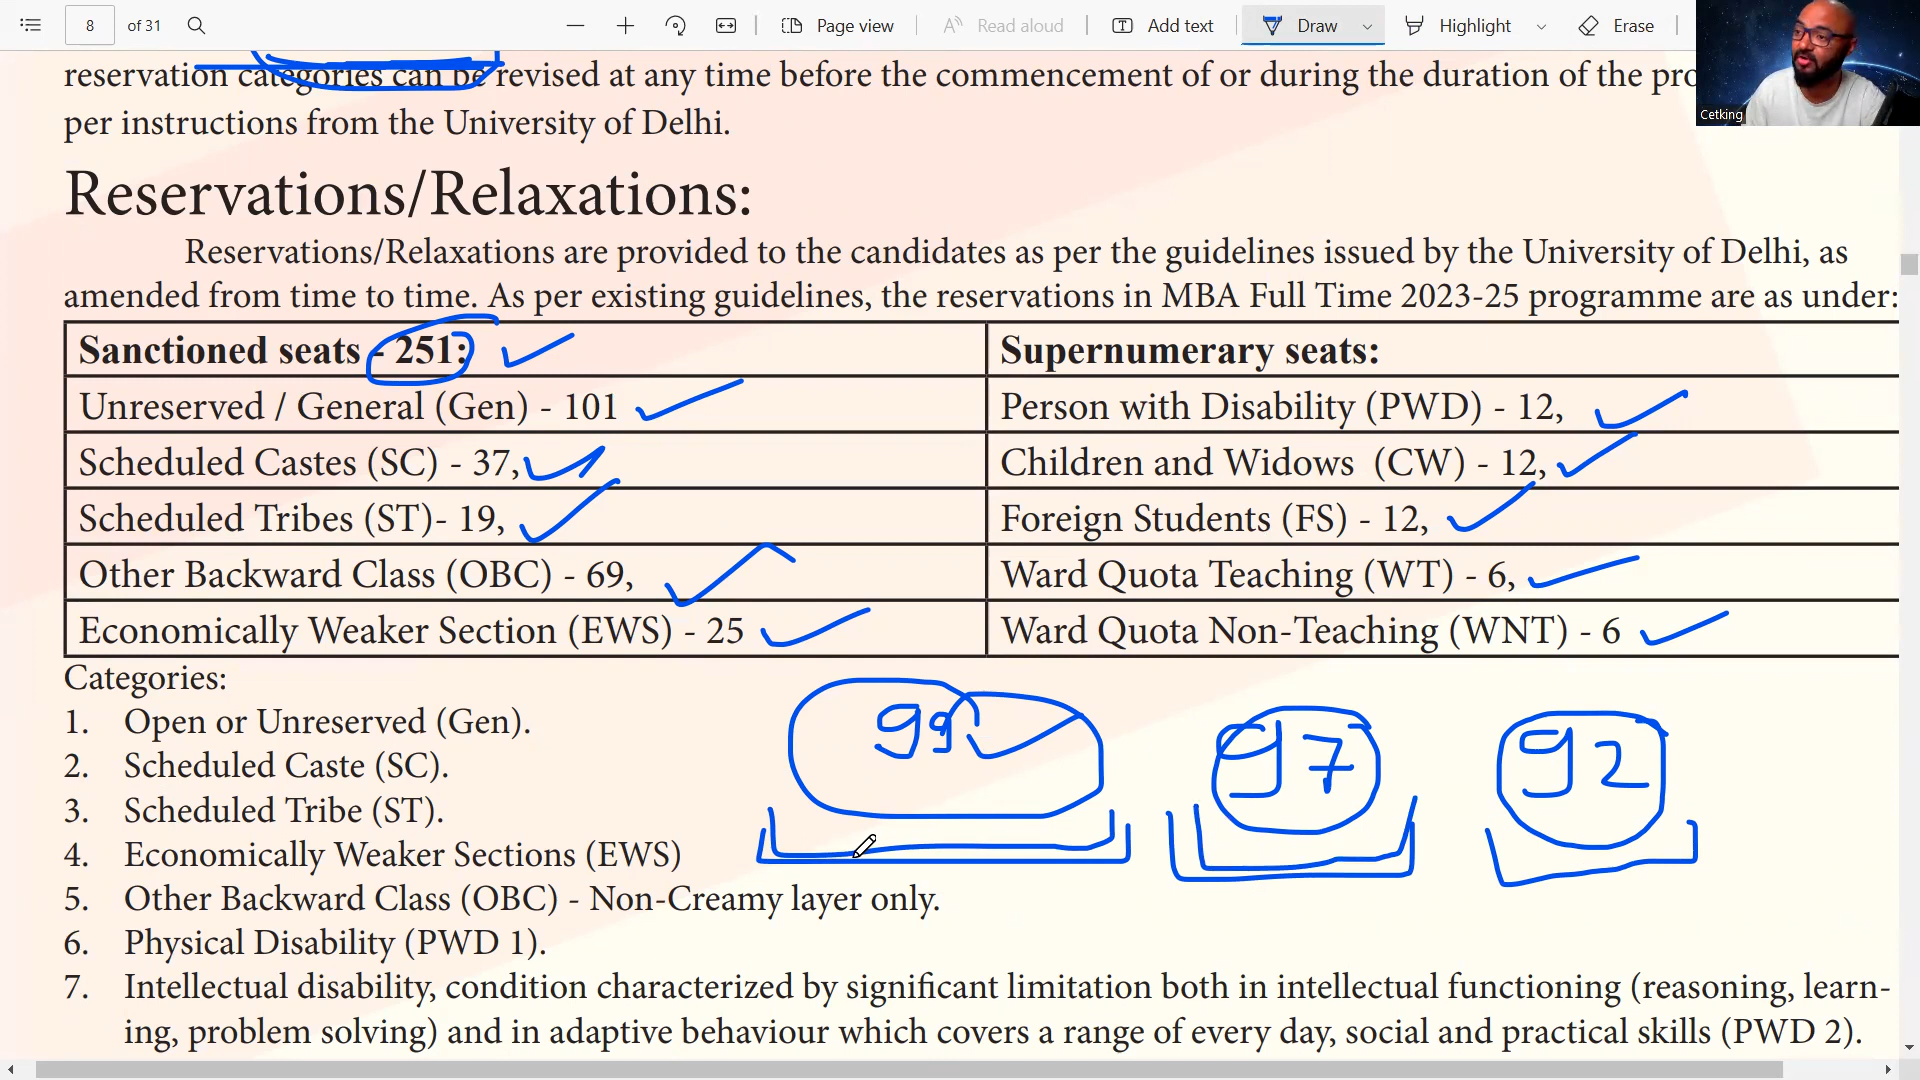 8 of 31 Page view Read aloud Add text Draw Highlight Erase
Cetking
reservation categories can be revised at any time before the commencement of or during the duration of the pro
per instructions from the University of Delhi.
Reservations/Relaxations:
Reservations/Relaxations are provided to the candidates as per the guidelines issued by the University of Delhi, as
amended from time to time. As per existing guidelines, the reservations in MBA Full Time 2023-25 programme are as under:
Sanctioned seats - 251: Supernumerary seats:
Unreserved / General (Gen) - 101 Person with Disability (PWD) - 12,
Scheduled Castes (SC) - 37, Children and Widows (CW) - 12,
Scheduled Tribes (ST)- 19, Foreign Students (FS) - 12,
Other Backward Class (OBC) - 69, Ward Quota Teaching (WT) - 6,
Economically Weaker Section (EWS) - 25 Ward Quota Non-Teaching (WNT) - 6
Categories:
1. Open or Unreserved (Gen).
99 97 92
2. Scheduled Caste (SC).
3. Scheduled Tribe (ST).
4. Economically Weaker Sections (EWS)
5. Other Backward Class (OBC) - Non-Creamy layer only.
6. Physical Disability (PWD 1).
7. Intellectual disability, condition characterized by significant limitation both in intellectual functioning (reasoning, learn-
ing, problem solving) and in adaptive behaviour which covers a range of every day, social and practical skills (PWD 2).